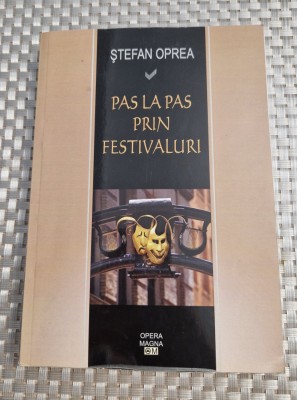 ŞTEFAN OPREA
PAS LA PAS
PRIN
FESTIVALURI
OPERA
MAGNA